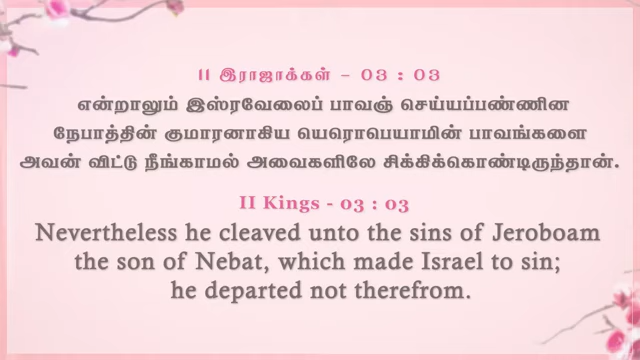 II இராஜாக்கள் - 03 : 03
என்றாலும் இஸ்ரவேலைப் பாவஞ் செய்யப்பண்ணின
நேபாத்தின் குமாரனாகிய யெரொபெயாமின் பாவங்களை
அவன் விட்டு நீங்காமல் அவைகளிலே சிக்கிக்கொண்டிருந்தான்.
II Kings - 03 : 03
Nevertheless he cleaved unto the sins of Jeroboam
the son of Nebat, which made Israel to sin;
he departed not therefrom.